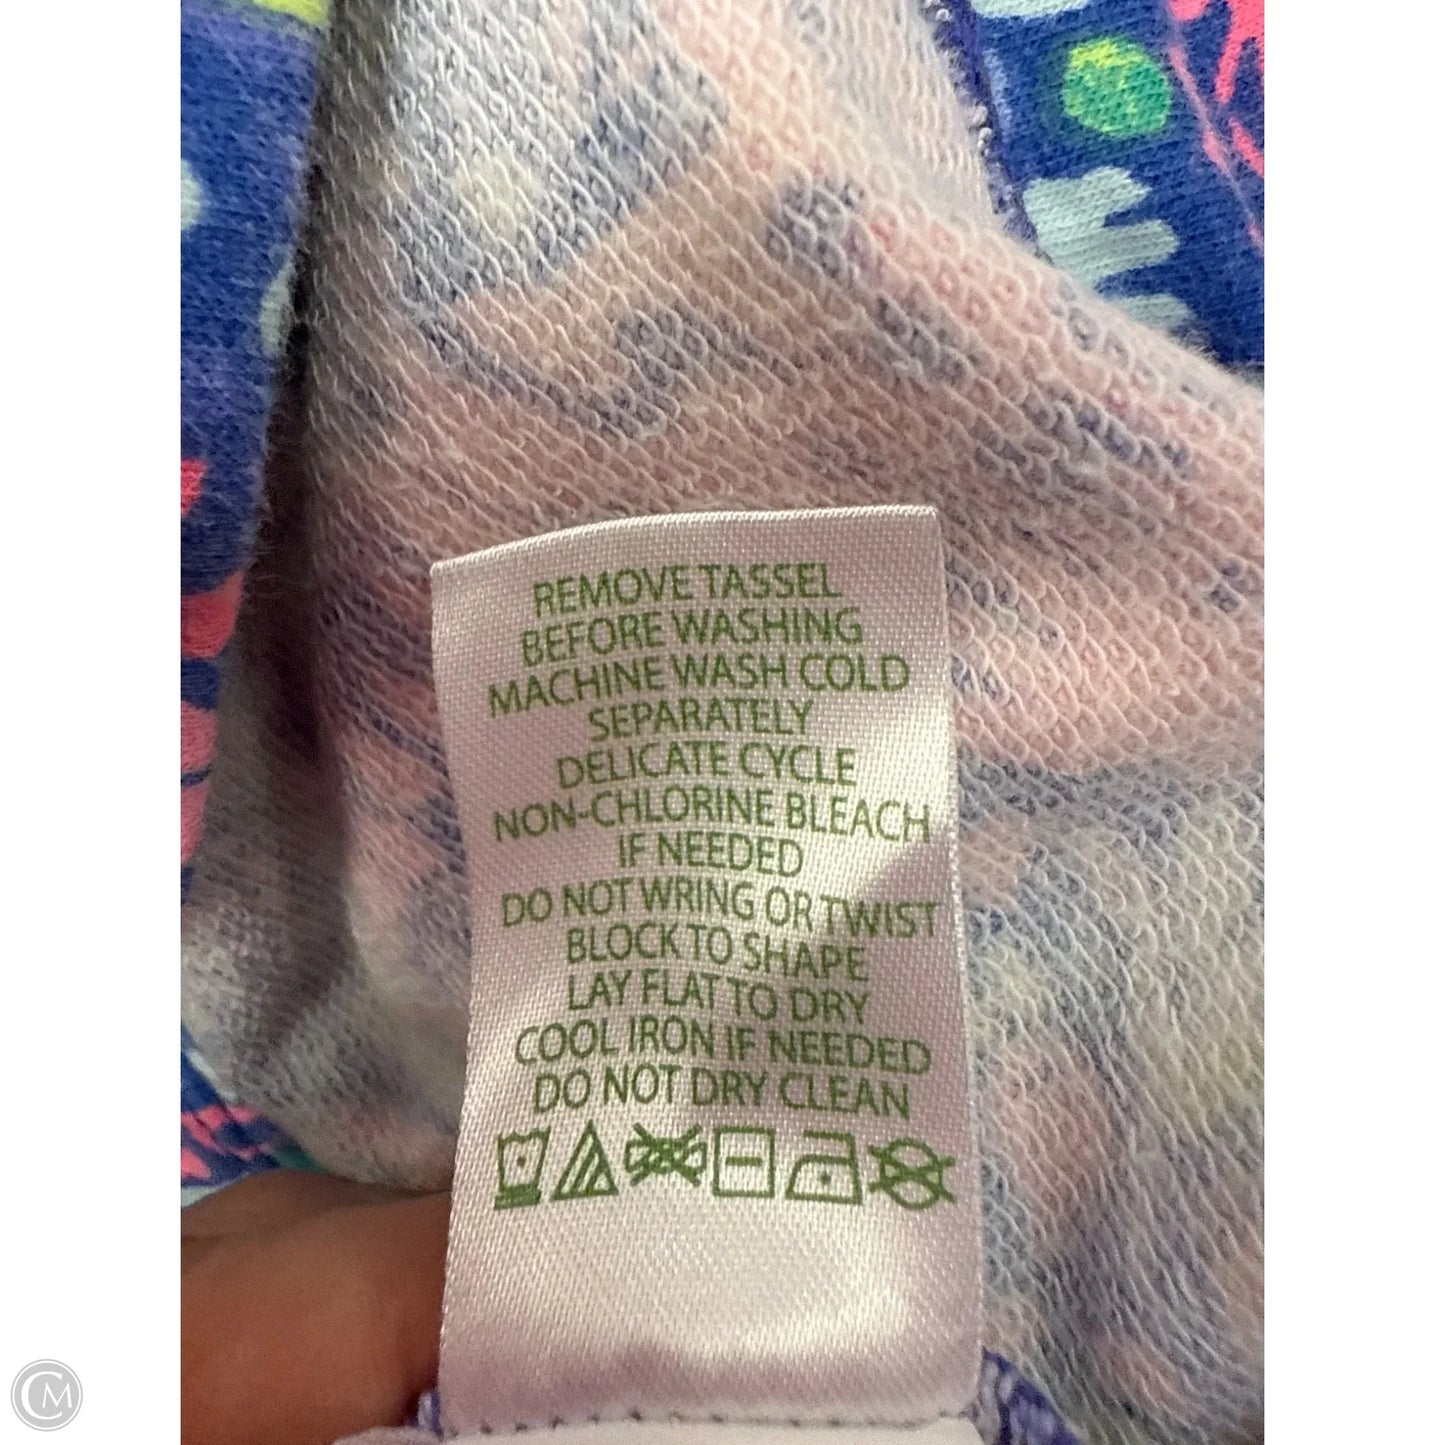 REMOVE TASSEL
BEFORE WASHING
MACHINE WASH COLD
SEPARATELY
DELICATE CYCLE
NON-CHLORINE BLEACH
IF NEEDED
DO NOT WRING OR TWIST
BLOCK TO SHAPE
LAY FLAT TO DRY
COOL IRON IF NEEDED
DO NOT DRY CLEAN
CM